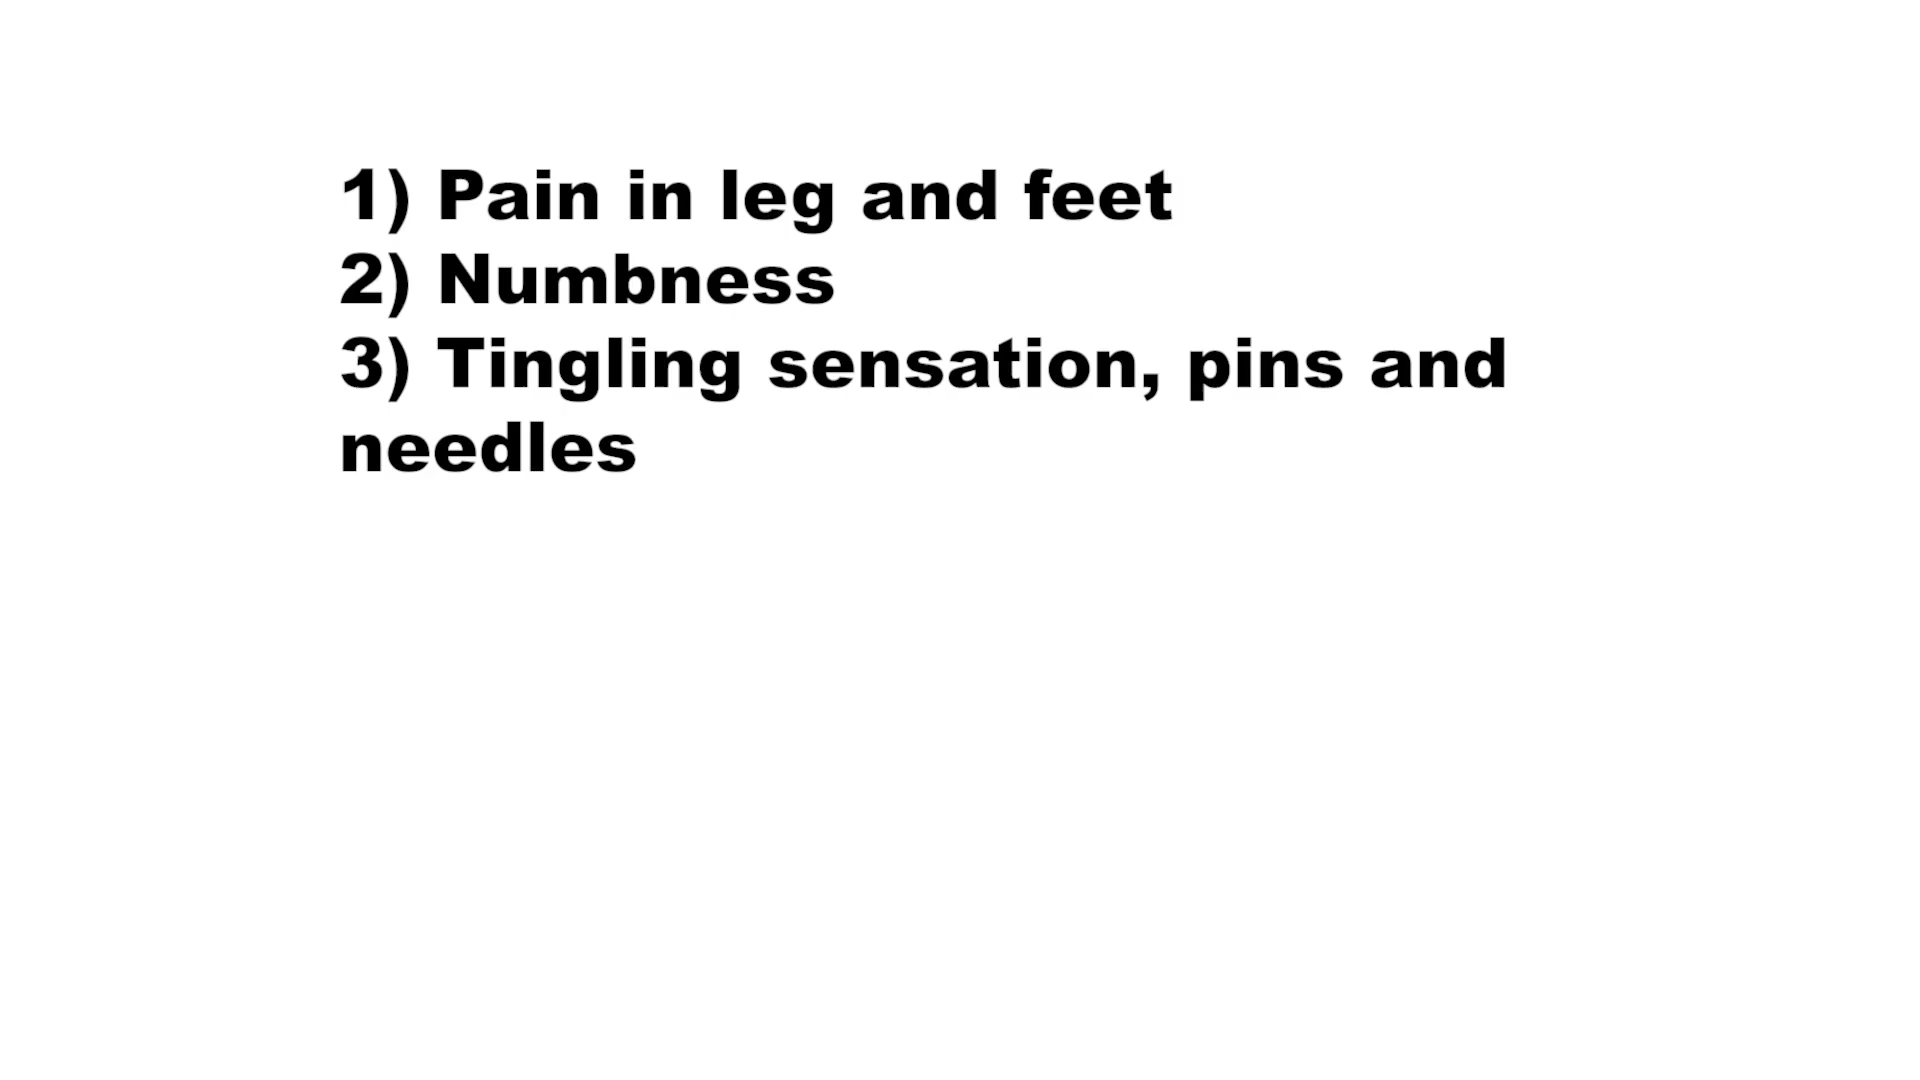 1) Pain in leg and feet
2) Numbness
3) Tingling sensation, pins and
needles